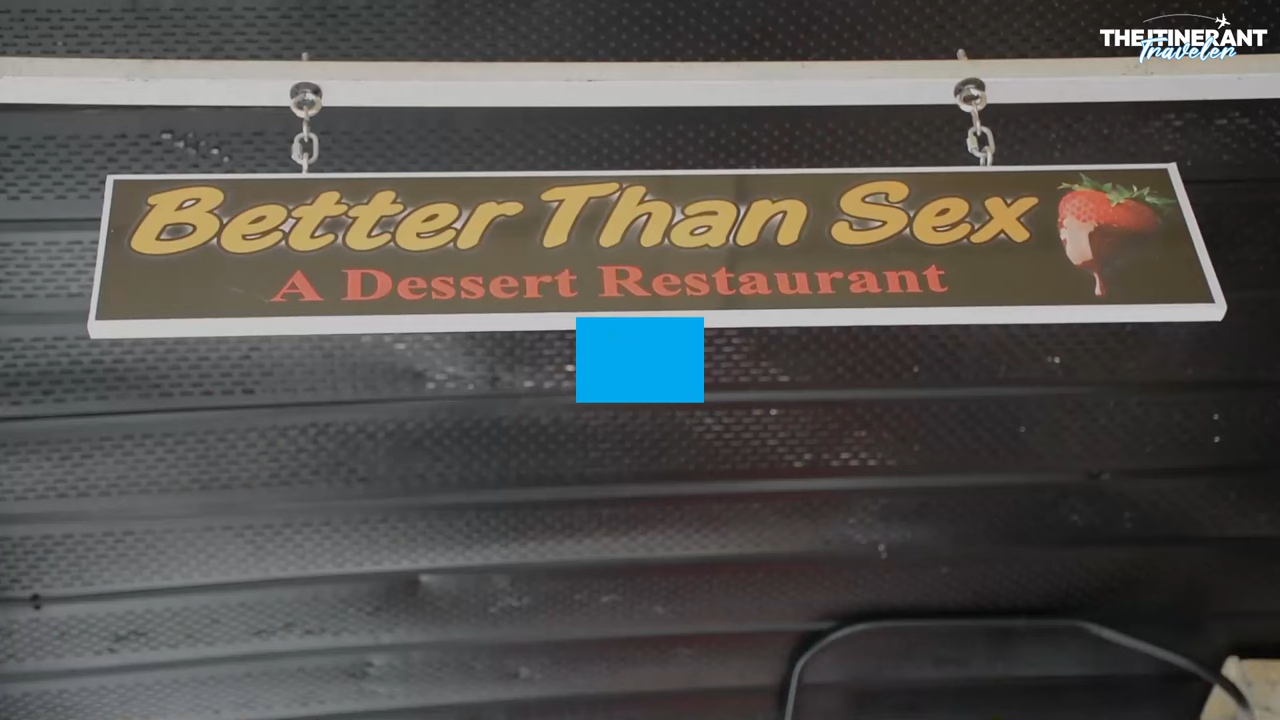 THE ITINERANT
Traveler
Better Than Sex
A Dessert Restaurant